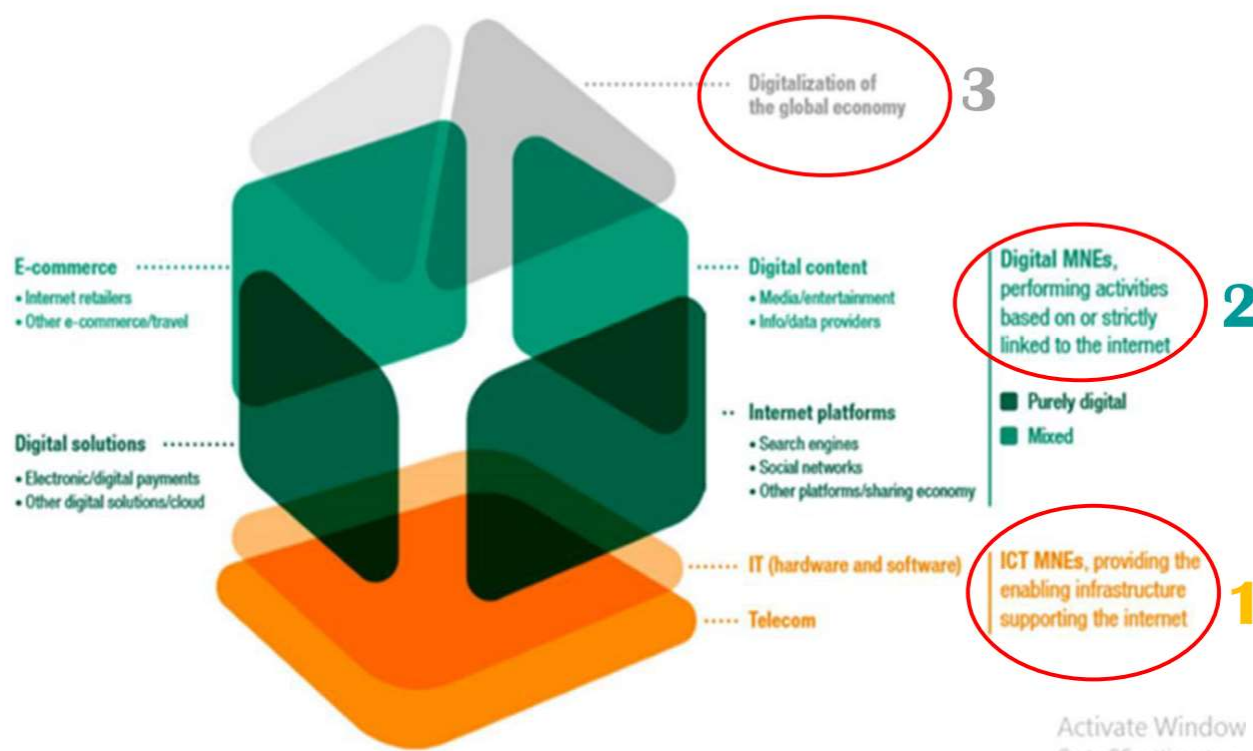 Digitalization of
the global economy
3
E-commerce
• Internet retailers
• Other e-commerce/travel
Digital content
• Media/entertainment
• Info/data providers
Digital MNEs,
performing activities
based on or strictly
linked to the internet
2
Purely digital
Mixed
Digital solutions
• Electronic/digital payments
• Other digital solutions/cloud
Internet platforms
• Search engines
• Social networks
• Other platforms/sharing economy
IT (hardware and software)
Telecom
ICT MNEs, providing the
enabling infrastructure
supporting the internet
1
Activate Window